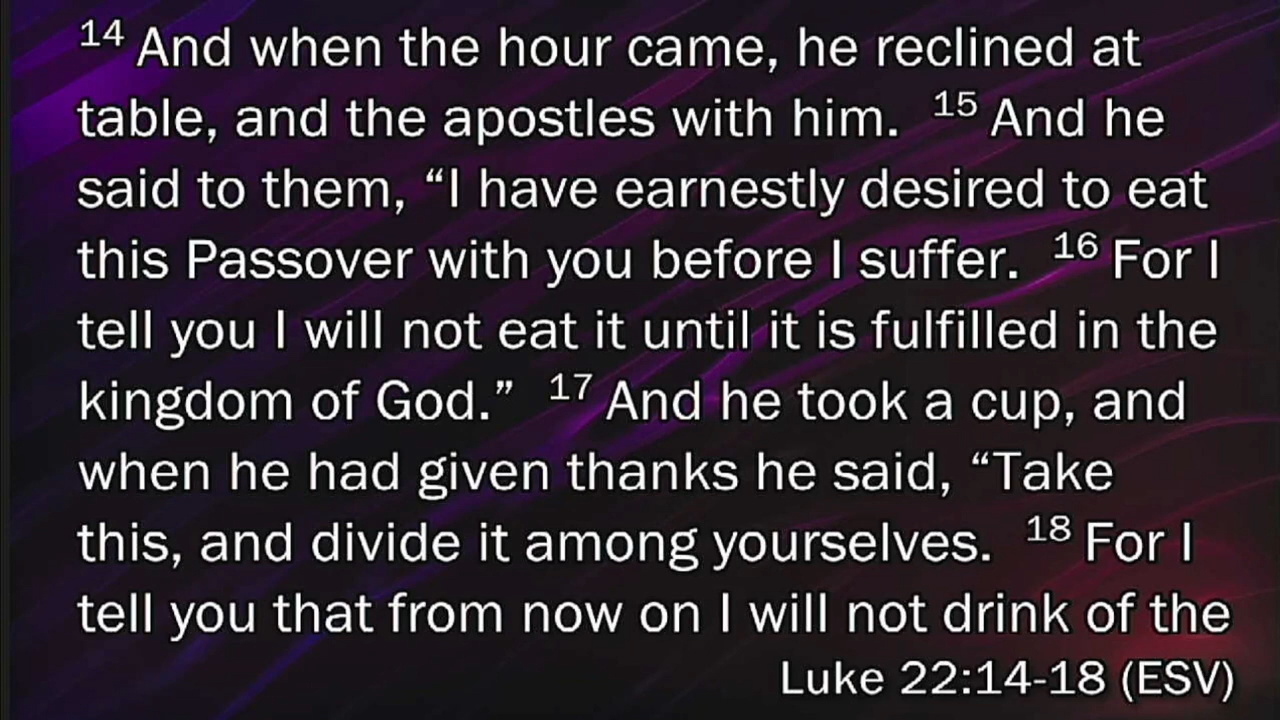 14 And when the hour came, he reclined at
table, and the apostles with him. 15 And he
said to them, “I have earnestly desired to eat
this Passover with you before I suffer. 16 For I
tell you I will not eat it until it is fulfilled in the
kingdom of God.” 17 And he took a cup, and
when he had given thanks he said, “Take
this, and divide it among yourselves. 18 For I
tell you that from now on I will not drink of the
Luke 22:14-18 (ESV)